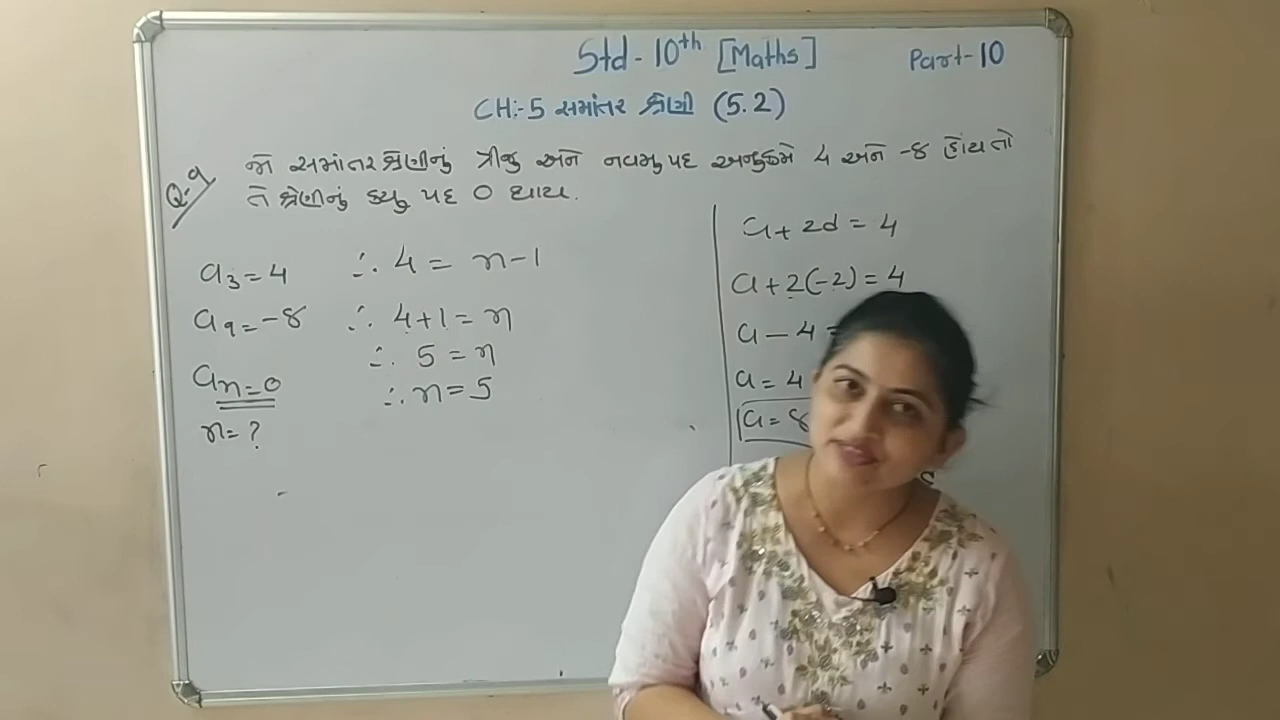 Std - 10th [Maths]
Part-10
CH:-5 સમાંતર શ્રેણી (5.2)
Q-9 જો સમાંતર શ્રેણીનું ત્રીજુ અને નવમુ પદ અનુક્રમે 4 અને -8 હોય તો
તે શ્રેણીનું કયુ પદ 0 થાય.
a3 = 4
a9 = -8
an = 0
n = ?
∴ 4 = n-1
∴ 4+1 = n
∴ 5 = n
∴ n = 5
a + 2d = 4
a + 2(-2) = 4
a - 4 =
a = 4
a = 8